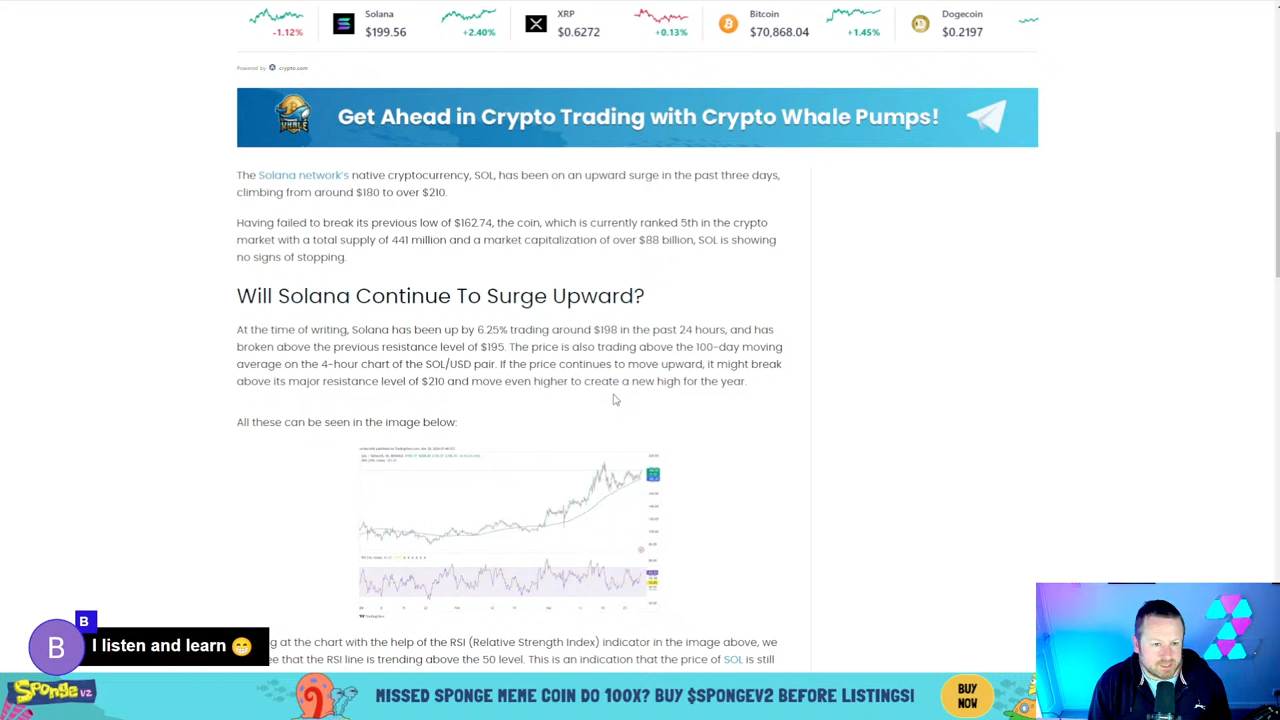 Solana
XRP
Bitcoin
Dogecoin
$199.56
$0.6272
$70,868.04
$0.2197
-1.12%
+2.40%
+0.13%
+1.45%
Powered by crypto.com
WHALE
Get Ahead in Crypto Trading with Crypto Whale Pumps!
The Solana network's native cryptocurrency, SOL, has been on an upward surge in the past three days,
climbing from around $180 to over $210.
Having failed to break its previous low of $162.74, the coin, which is currently ranked 5th in the crypto
market with a total supply of 441 million and a market capitalization of over $88 billion, SOL is showing
no signs of stopping.
Will Solana Continue To Surge Upward?
At the time of writing, Solana has been up by 6.25% trading around $198 in the past 24 hours, and has
broken above the previous resistance level of $195. The price is also trading above the 100-day moving
average on the 4-hour chart of the SOL/USD pair. If the price continues to move upward, it might break
above its major resistance level of $210 and move even higher to create a new high for the year.
All these can be seen in the image below:
B
B
I listen and learn
at the chart with the help of the RSI (Relative Strength Index) indicator in the image above, we
that the RSI line is trending above the 50 level. This is an indication that the price of SOL is still
SPONGE V2
MISSED SPONGE MEME COIN DO 100X? BUY $SPONGEV2 BEFORE LISTINGS!
BUY
NOW